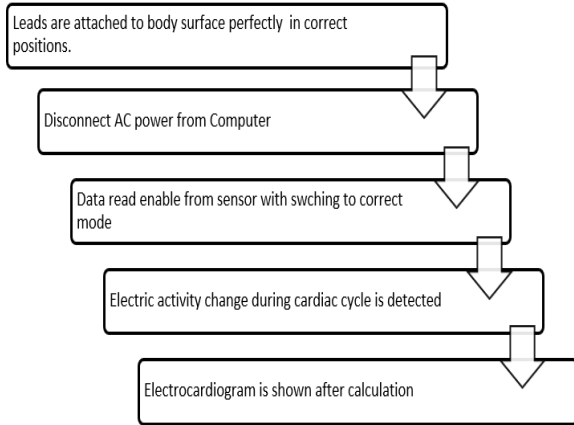 Leads are attached to body surface perfectly in correct
positions.
Disconnect AC power from Computer
Data read enable from sensor with swching to correct
mode
Electric activity change during cardiac cycle is detected
Electrocardiogram is shown after calculation